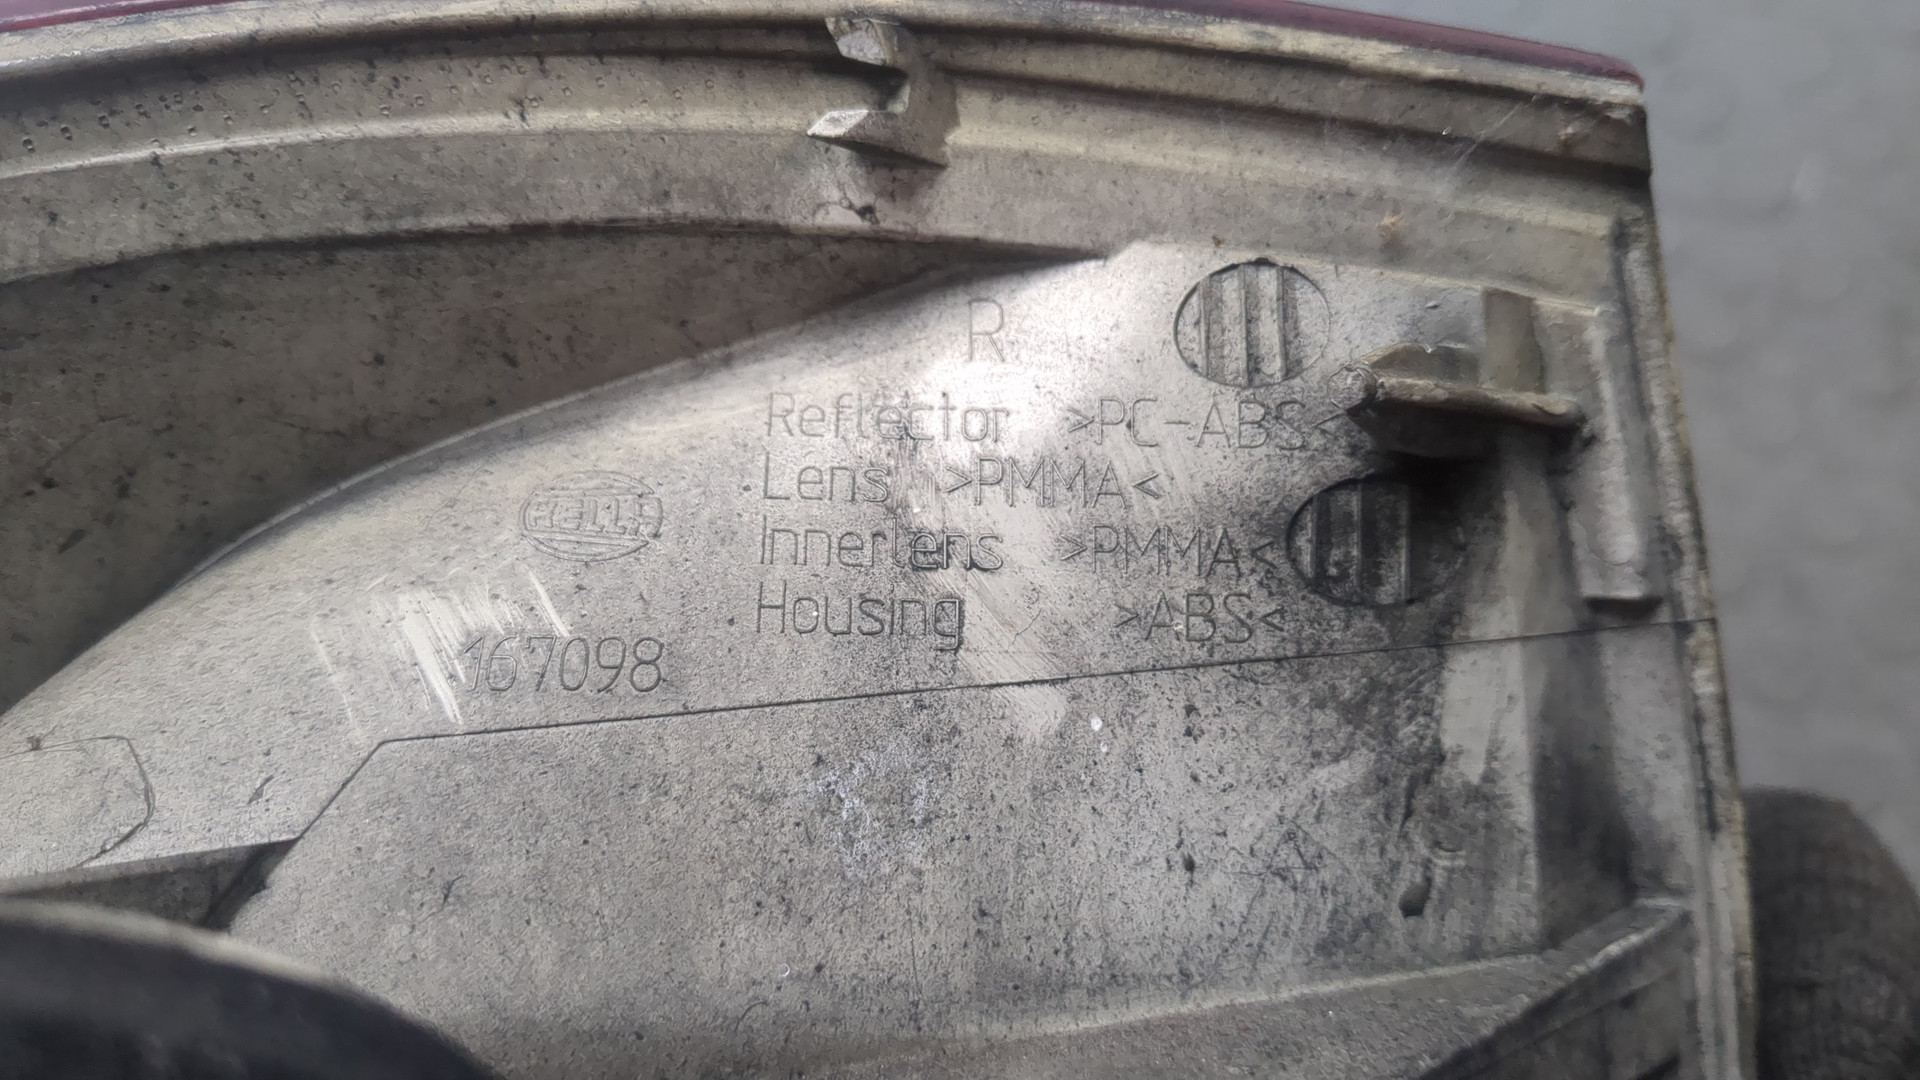 R
Reflector >PC-ABS<
Lens >PMMA<
Innerlens >PMMA<
Housing >ABS<
HELLA
167098